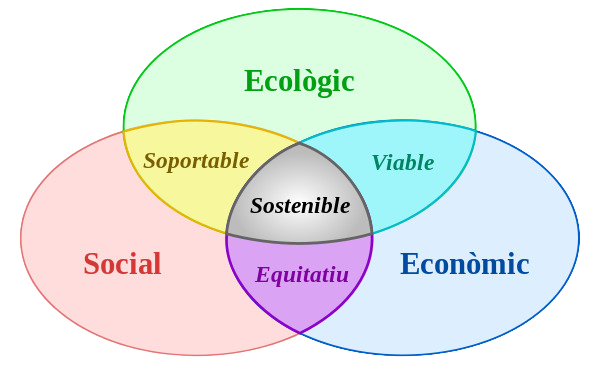 Ecològic
Soportable
Viable
Sostenible
Social
Econòmic
Equitatiu